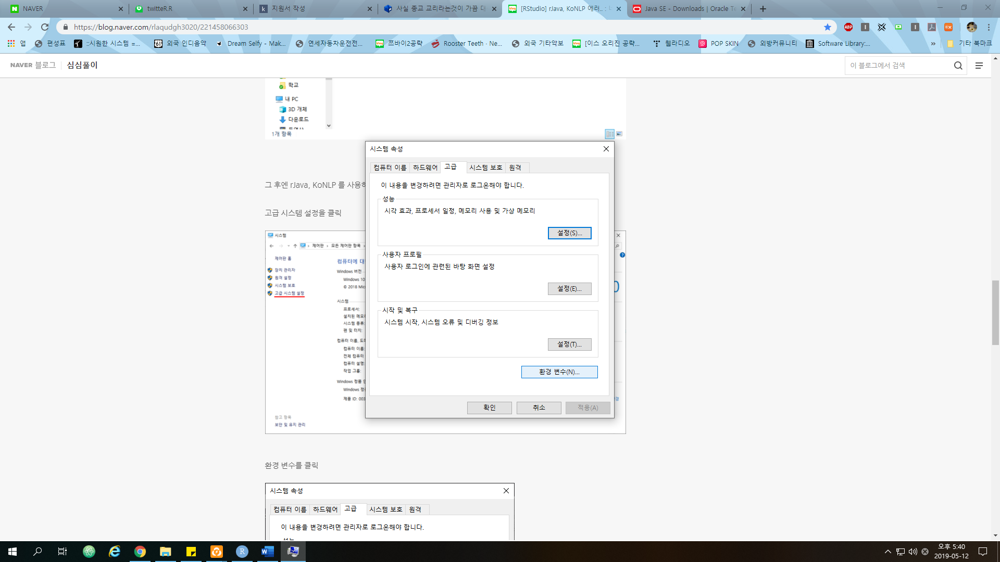 NAVER
twitteR.R
지원서 작성
사실 종교 교리라는것이 가끔 대
[RStudio] rJava, KoNLP 에러.. : 네
Java SE - Downloads | Oracle Te
https://blog.naver.com/rlaqudgh3020/221458066303
앱
편성표
::시원한 시스템 =...
외국 인디음악
Dream Selfy - Mak...
연세자동차운전전...
쯔바이2공략
Rooster Teeth · Ne...
외국 기타악보
[이스 오리진 공략...
웹라디오
POP SKIN
외방커뮤니티
Software Library:...
»
기타 북마크
NAVER 블로그
심심풀이
이 블로그에서 검색
학교
내 PC
3D 개체
다운로드
1개 항목
그 후엔 rJava, KoNLP 를 사용하
고급 시스템 설정을 클릭
시스템
제어판
모든 제어판 항목
제어판 홈
장치 관리자
원격 설정
시스템 보호
고급 시스템 설정
컴퓨터에 대
Windows 버전
Windows 10
© 2018 Mic
시스템
프로세서:
설치된 메모리
시스템 종류:
펜 및 터치:
컴퓨터 이름, 도메
컴퓨터 이름:
전체 컴퓨터
컴퓨터 설명:
작업 그룹:
Windows 정품 인
Windows 정품
제품 ID: 003
참고 항목
보안 및 유지 관리
시스템 속성
컴퓨터 이름
하드웨어
고급
시스템 보호
원격
이 내용을 변경하려면 관리자로 로그온해야 합니다.
성능
시각 효과, 프로세서 일정, 메모리 사용 및 가상 메모리
설정(S)...
사용자 프로필
사용자 로그인에 관련된 바탕 화면 설정
설정(E)...
시작 및 복구
시스템 시작, 시스템 오류 및 디버깅 정보
설정(T)...
환경 변수(N)...
확인
취소
적용(A)
환경 변수를 클릭
시스템 속성
컴퓨터 이름
하드웨어
고급
시스템 보호
원격
이 내용을 변경하려면 관리자로 로그온해야 합니다.
오후 5:40
2019-05-12